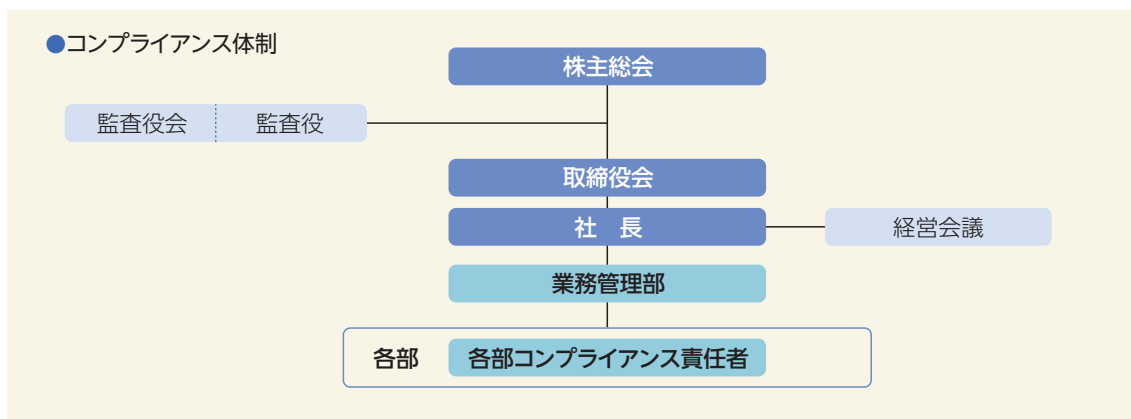 ●コンプライアンス体制
株主総会
監査役会 監査役
取締役会
社 長
経営会議
業務管理部
各部 各部コンプライアンス責任者